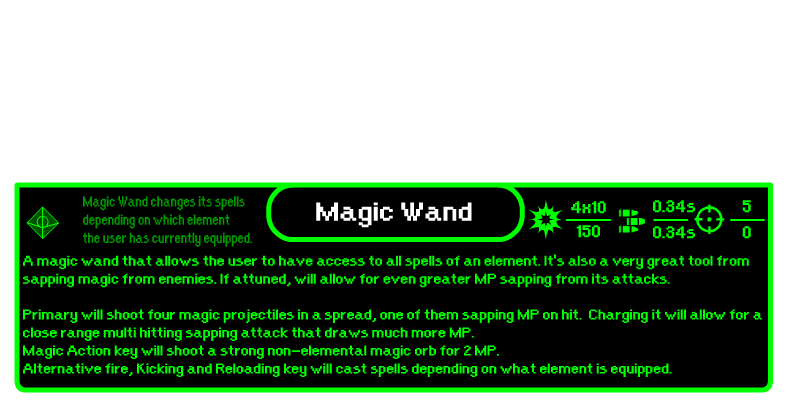 Magic Wand changes its spells
depending on which element
the user has currently equipped.
Magic Wand
4x10
150
0.34s
0.34s
5
0
A magic wand that allows the user to have access to all spells of an element. It's also a very great tool from
sapping magic from enemies. If attuned, will allow for even greater MP sapping from its attacks.
Primary will shoot four magic projectiles in a spread, one of them sapping MP on hit. Charging it will allow for a
close range multi hitting sapping attack that draws much more MP.
Magic Action key will shoot a strong non-elemental magic orb for 2 MP.
Alternative fire, Kicking and Reloading key will cast spells depending on what element is equipped.